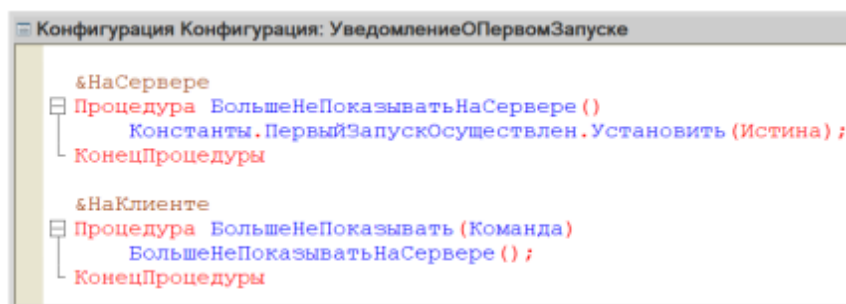 Конфигурация Конфигурация: УведомлениеОПервомЗапуске
&НаСервере
Процедура БольшеНеПоказыватьНаСервере()
Константы.ПервыйЗапускОсуществлен.Установить(Истина);
КонецПроцедуры
&НаКлиенте
Процедура БольшеНеПоказывать(Команда)
БольшеНеПоказыватьНаСервере();
КонецПроцедуры